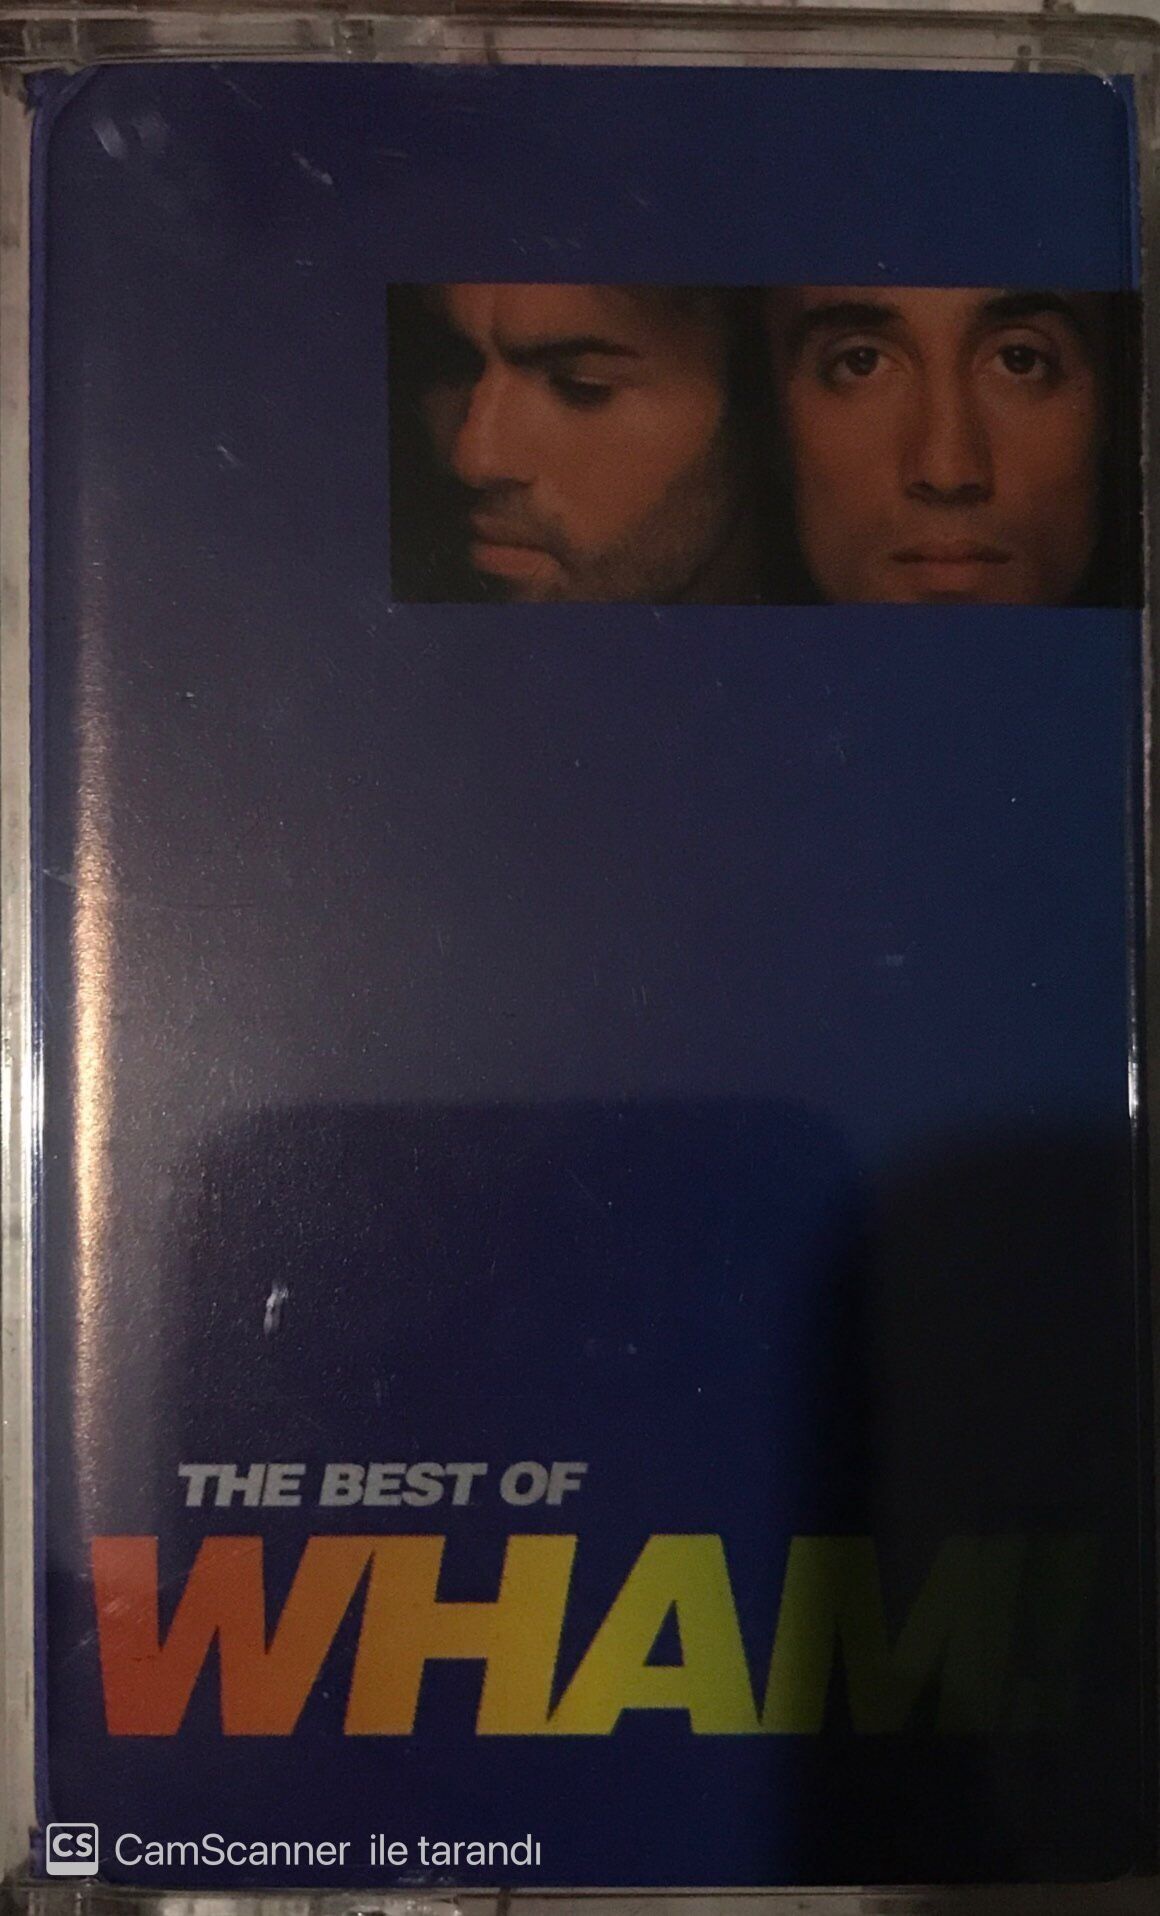 THE BEST OF
WHAM!
CS CamScanner ile tarandı